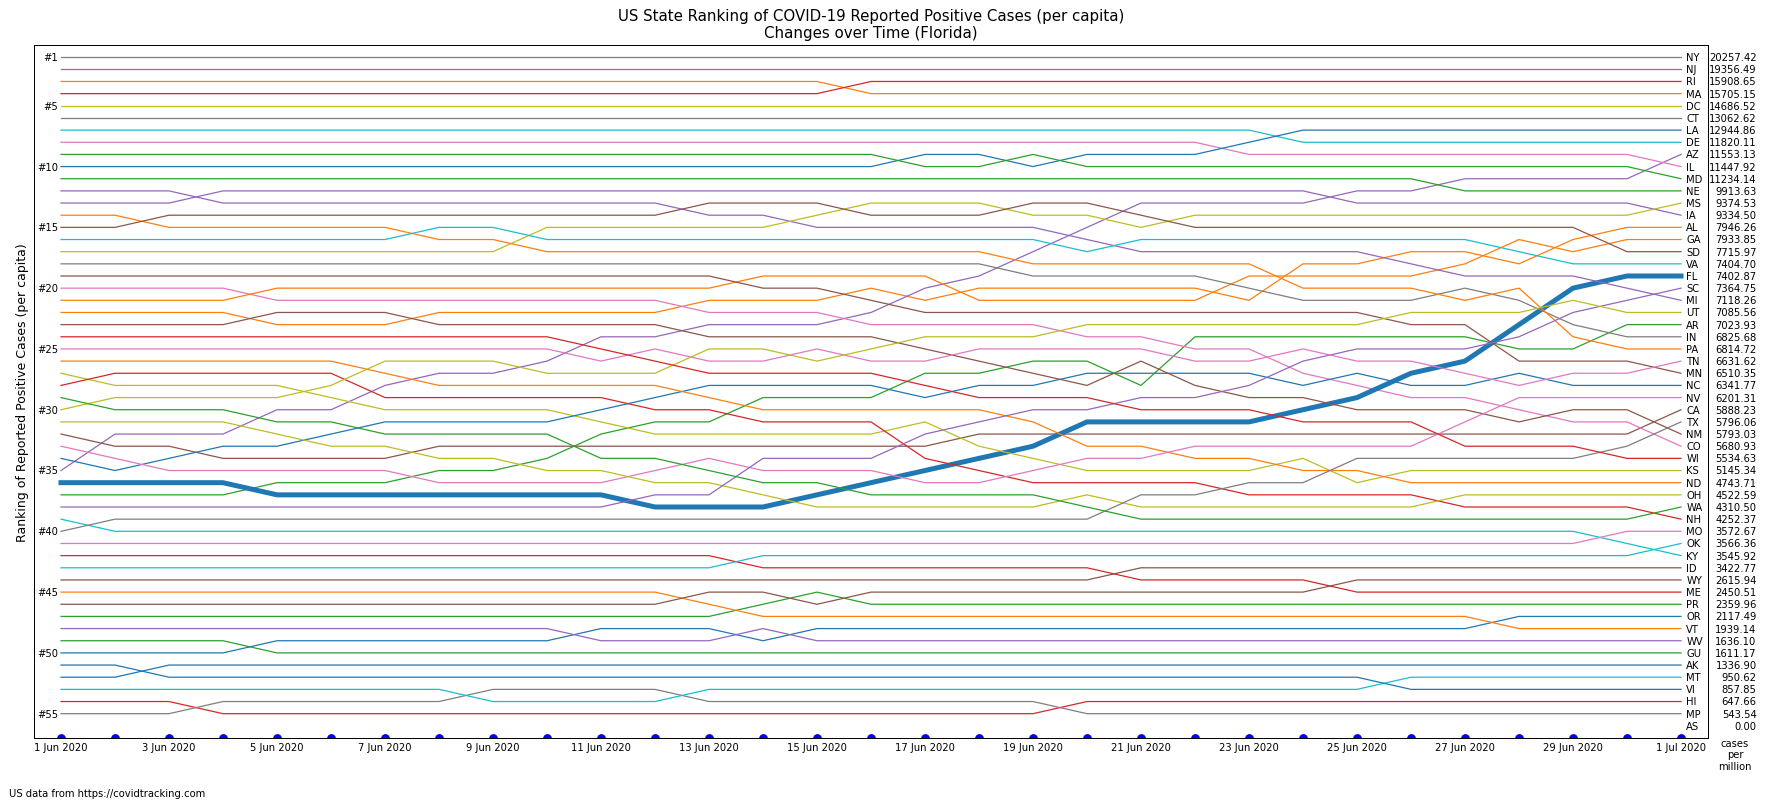 US State Ranking of COVID-19 Reported Positive Cases (per capita)
Changes over Time (Florida)
Ranking of Reported Positive Cases (per capita)
#1
#5
#10
#15
#20
#25
#30
#35
#40
#45
#50
#55
NY 20257.42
NJ 19356.49
RI 15908.65
MA 15705.15
DC 14686.52
CT 13062.62
LA 12944.86
DE 11820.11
AZ 11553.13
IL 11447.92
MD 11234.14
NE 9913.63
MS 9374.53
IA 9334.50
AL 7946.26
GA 7933.85
SD 7715.97
VA 7404.70
FL 7402.87
SC 7364.75
MI 7118.26
UT 7085.56
AR 7023.93
IN 6825.68
PA 6814.72
TN 6631.62
MN 6510.35
NC 6341.77
NV 6201.31
CA 5888.23
TX 5796.06
NM 5793.03
CO 5680.93
WI 5534.63
KS 5145.34
ND 4743.71
OH 4522.59
WA 4310.50
NH 4252.37
MO 3572.67
OK 3566.36
KY 3545.92
ID 3422.77
WY 2615.94
ME 2450.51
PR 2359.96
OR 2117.49
VT 1939.14
WV 1636.10
GU 1611.17
AK 1336.90
MT 950.62
VI 857.85
HI 647.66
MP 543.54
AS 0.00
1 Jun 2020 3 Jun 2020 5 Jun 2020 7 Jun 2020 9 Jun 2020 11 Jun 2020 13 Jun 2020 15 Jun 2020 17 Jun 2020 19 Jun 2020 21 Jun 2020 23 Jun 2020 25 Jun 2020 27 Jun 2020 29 Jun 2020 1 Jul 2020
cases
per
million
US data from https://covidtracking.com